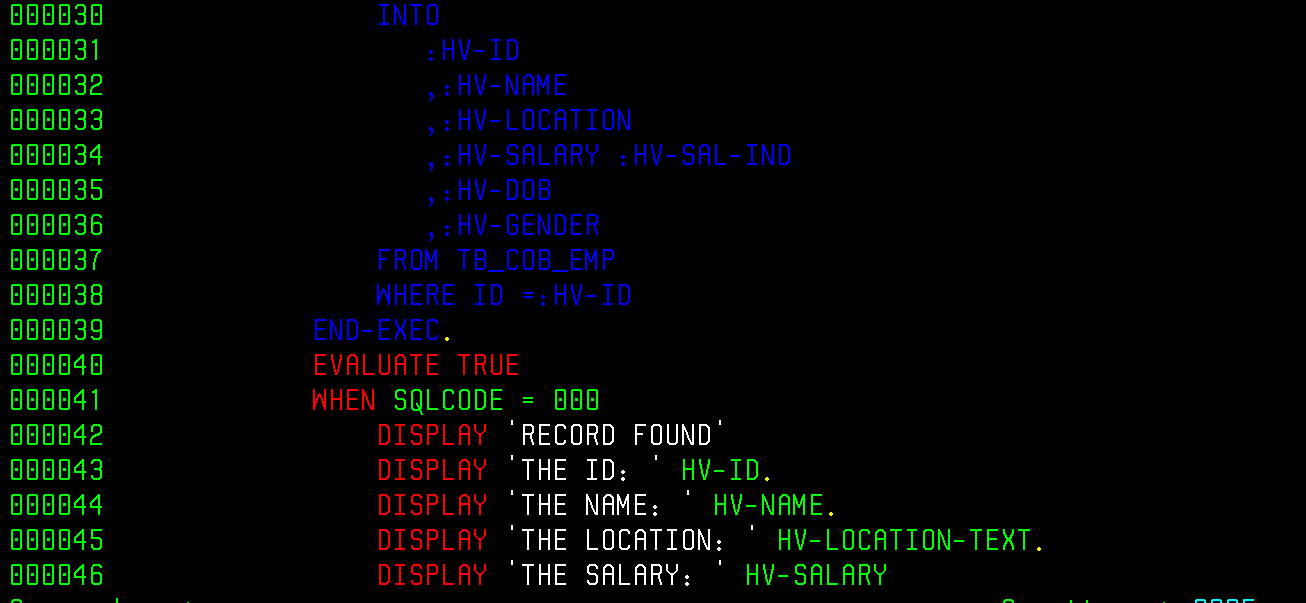 000030 INTO
000031 :HV-ID
000032 ,:HV-NAME
000033 ,:HV-LOCATION
000034 ,:HV-SALARY :HV-SAL-IND
000035 ,:HV-DOB
000036 ,:HV-GENDER
000037 FROM TB_COB_EMP
000038 WHERE ID =:HV-ID
000039 END-EXEC.
000040 EVALUATE TRUE
000041 WHEN SQLCODE = 000
000042 DISPLAY 'RECORD FOUND'
000043 DISPLAY 'THE ID: ' HV-ID.
000044 DISPLAY 'THE NAME: ' HV-NAME.
000045 DISPLAY 'THE LOCATION: ' HV-LOCATION-TEXT.
000046 DISPLAY 'THE SALARY: ' HV-SALARY